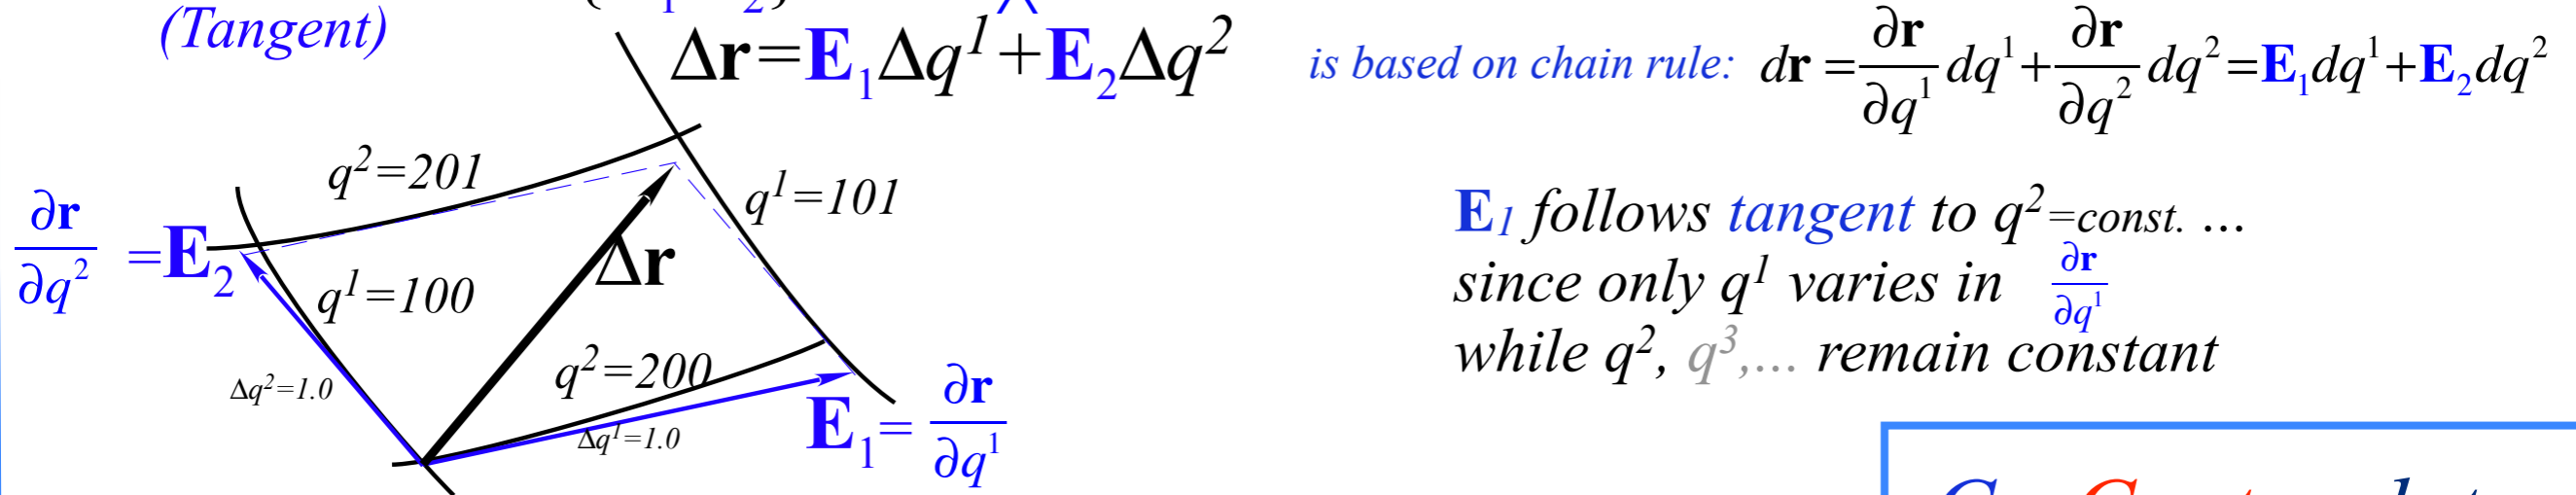 (Tangent)
Δr=E₁Δq¹+E₂Δq²
is based on chain rule: dr = ∂r/∂q¹ dq¹ + ∂r/∂q² dq² = E₁dq¹+E₂dq²
q²=201
q¹=101
∂r/∂q² =E₂
Δr
q¹=100
E₁ follows tangent to q²=const. ...
since only q¹ varies in ∂r/∂q¹
while q², q³,... remain constant
q²=200
Δq²=1.0
Δq¹=1.0
E₁= ∂r/∂q¹